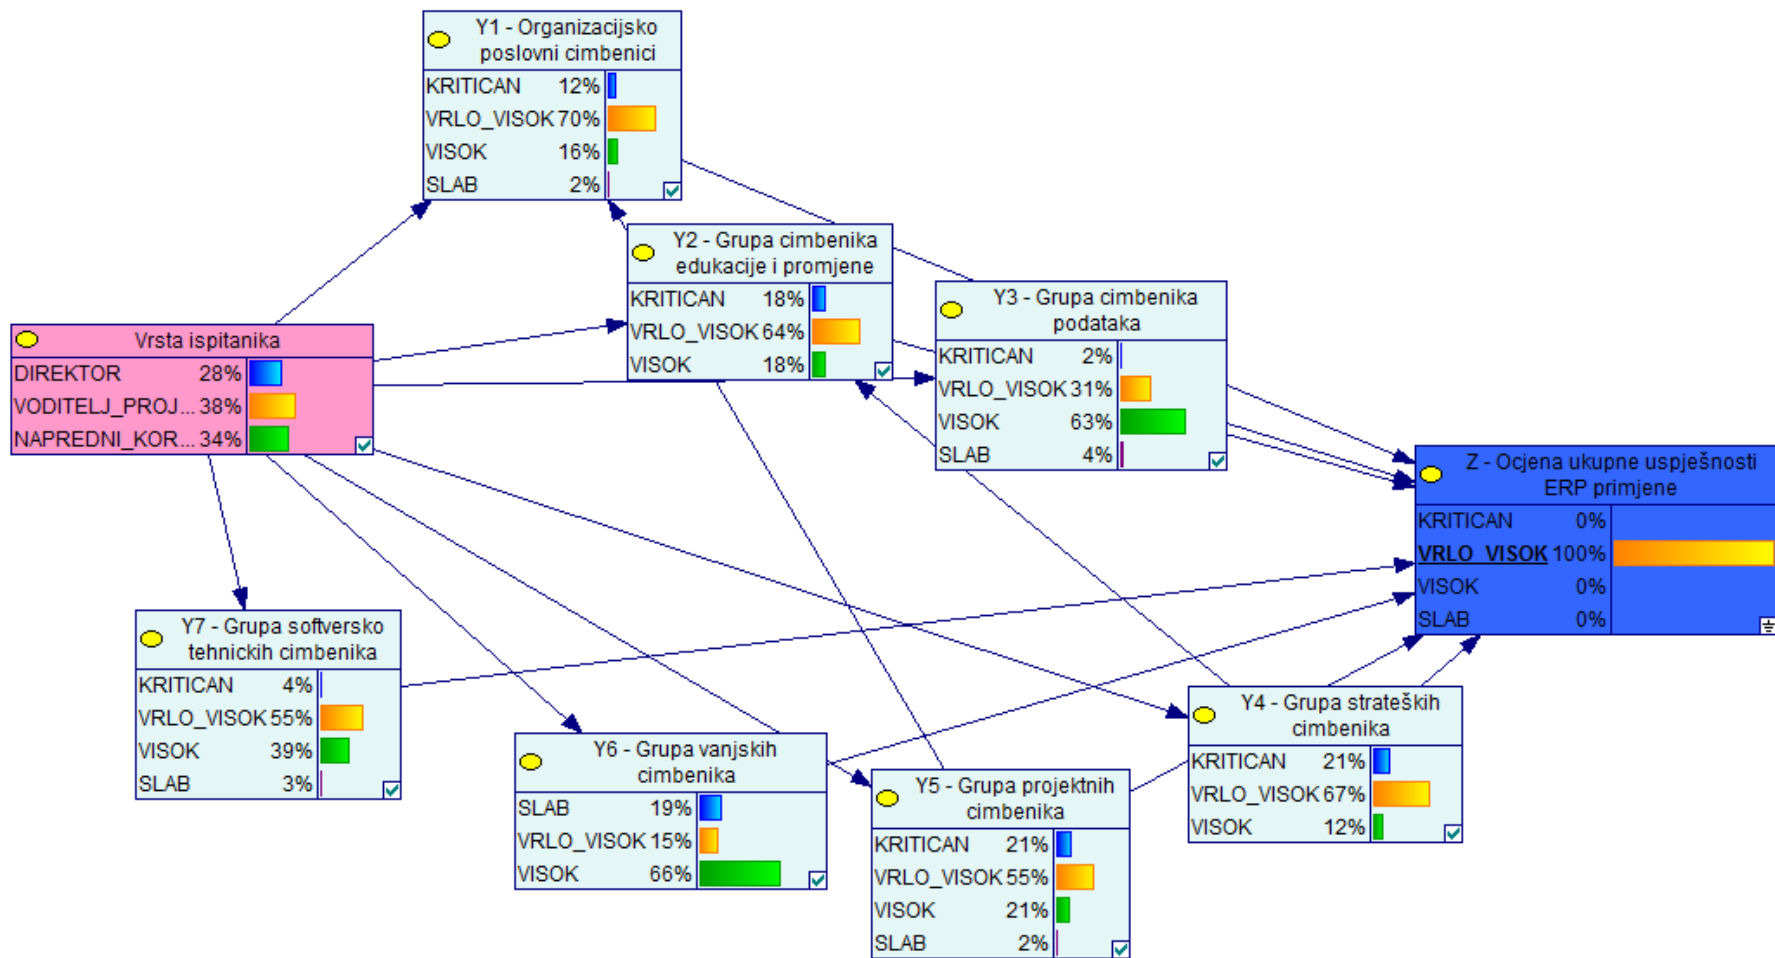 Y1 - Organizacijsko
poslovni cimbenici
KRITICAN 12%
VRLO_VISOK 70%
VISOK 16%
SLAB 2%
Y2 - Grupa cimbenika
edukacije i promjene
KRITICAN 18%
VRLO_VISOK 64%
VISOK 18%
Y3 - Grupa cimbenika
podataka
KRITICAN 2%
VRLO_VISOK 31%
VISOK 63%
SLAB 4%
Vrsta ispitanika
DIREKTOR 28%
VODITELJ_PROJ... 38%
NAPREDNI_KOR... 34%
Z - Ocjena ukupne uspješnosti
ERP primjene
KRITICAN 0%
VRLO_VISOK 100%
VISOK 0%
SLAB 0%
Y7 - Grupa softversko
tehnickih cimbenika
KRITICAN 4%
VRLO_VISOK 55%
VISOK 39%
SLAB 3%
Y6 - Grupa vanjskih
cimbenika
SLAB 19%
VRLO_VISOK 15%
VISOK 66%
Y5 - Grupa projektnih
cimbenika
KRITICAN 21%
VRLO_VISOK 55%
VISOK 21%
SLAB 2%
Y4 - Grupa strateških
cimbenika
KRITICAN 21%
VRLO_VISOK 67%
VISOK 12%